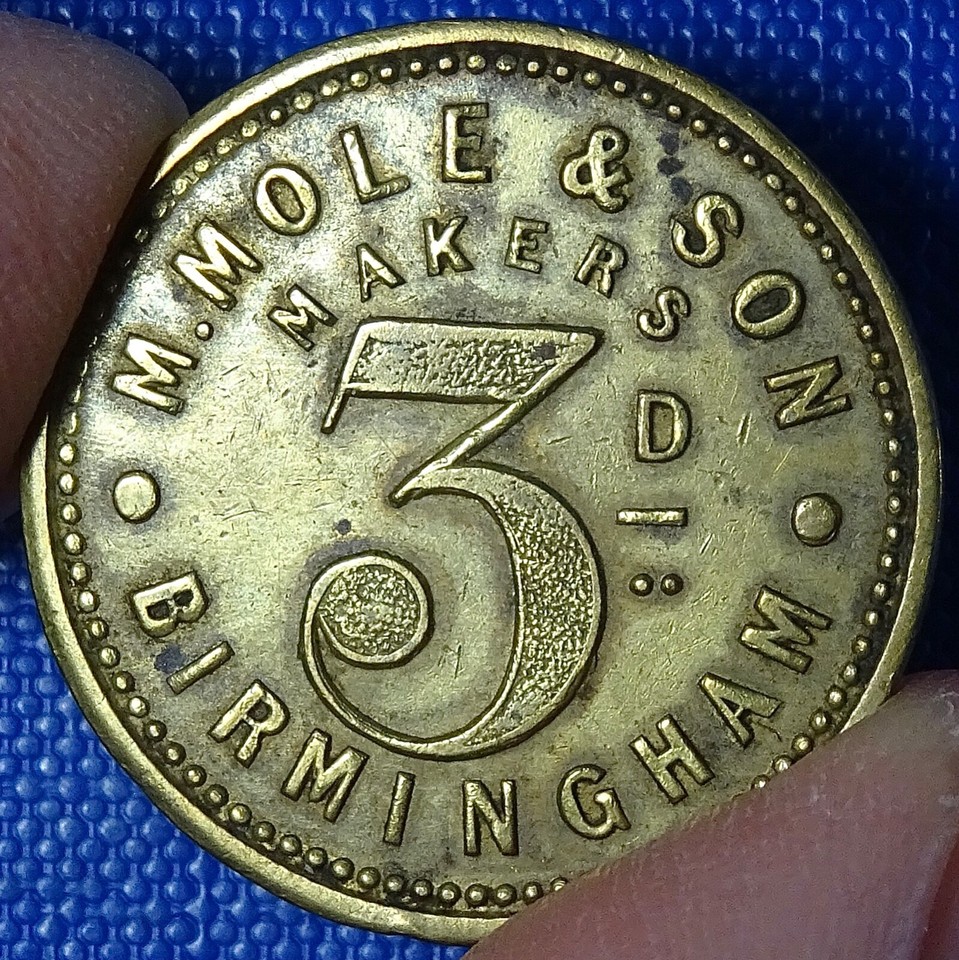 M. MOLE & SON
MAKERS
3 D
BIRMINGHAM